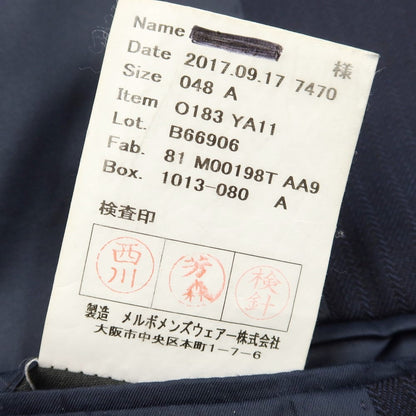 Name 様
Date 2017.09.17 7470
Size 048 A
Item O183 YA11
Lot. B66906
Fab. 81 M00198T AA9
Box. 1013-080 A
検査印
西川 芳森 検針
製造 メルボメンズウェアー株式会社
大阪市中央区本町1-7-6